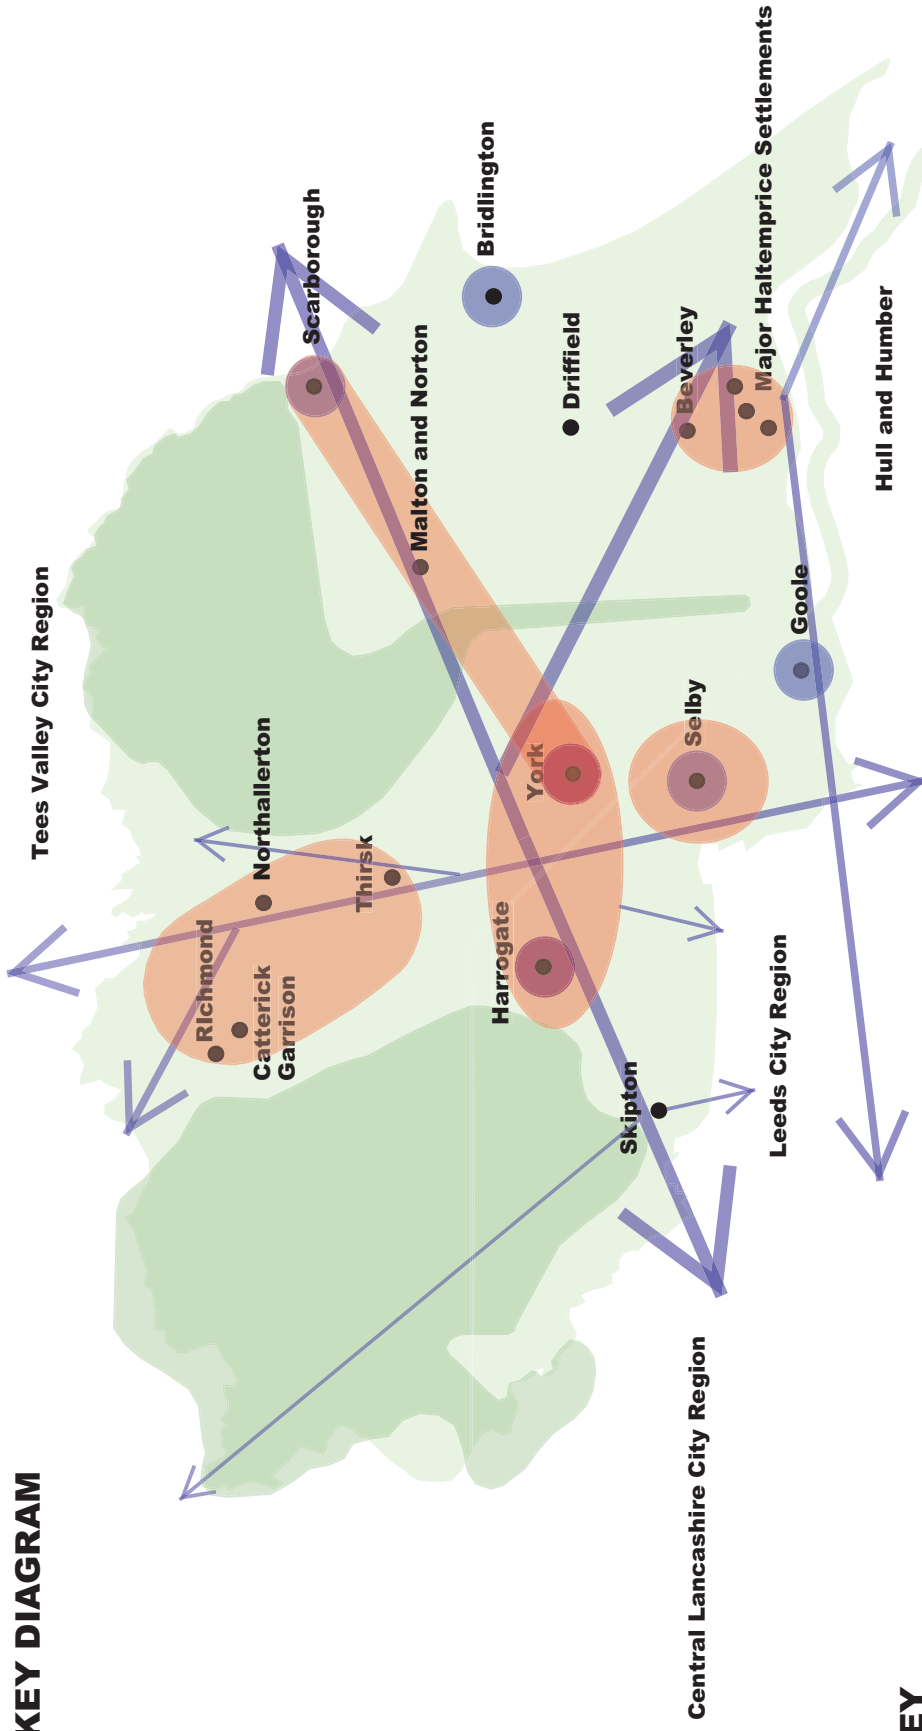 KEY DIAGRAM
Tees Valley City Region
RIchmond
Catterick
Garrison
Northallerton
Thirsk
Scarborough
Malton and Norton
Bridlington
Harrogate
York
Driffield
Skipton
Selby
Beverley
Major Haltemprice Settlements
Goole
Leeds City Region
Hull and Humber
Central Lancashire City Region